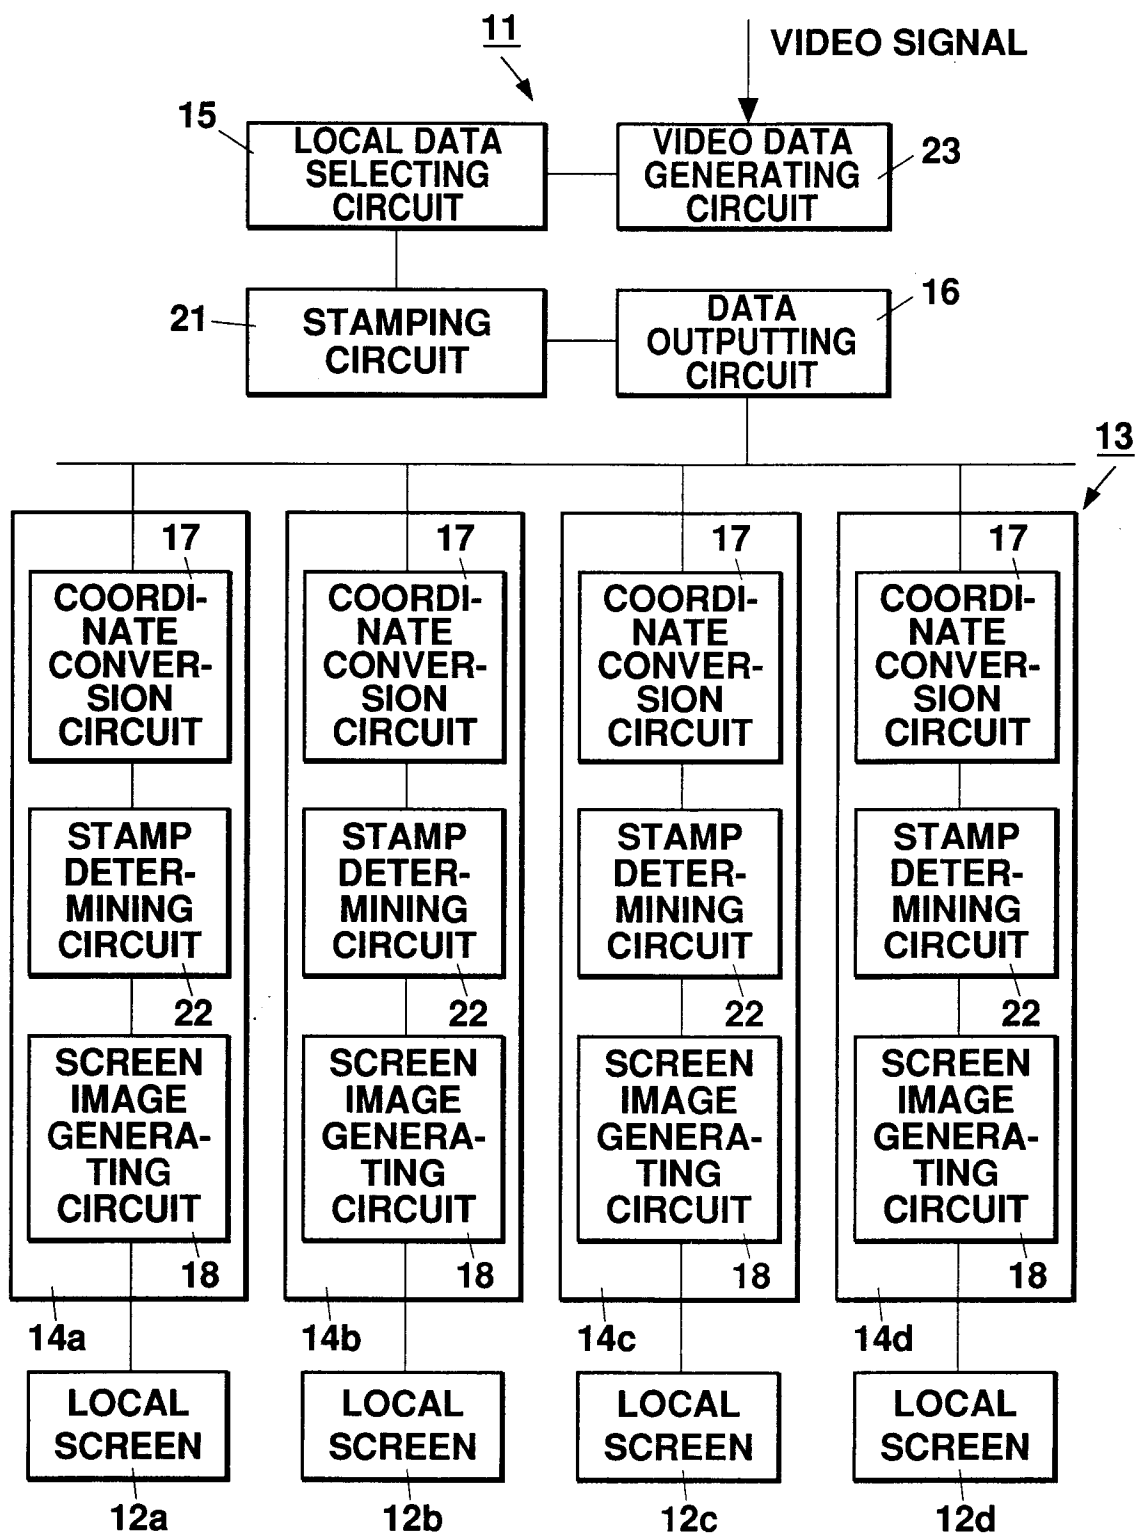 11
VIDEO SIGNAL
15
LOCAL DATA
SELECTING
CIRCUIT
VIDEO DATA
GENERATING
CIRCUIT
23
21
STAMPING
CIRCUIT
DATA
OUTPUTTING
CIRCUIT
16
13
17
COORDI-
NATE
CONVER-
SION
CIRCUIT
STAMP
DETER-
MINING
CIRCUIT
22
SCREEN
IMAGE
GENERA-
TING
CIRCUIT
18
14a
LOCAL
SCREEN
12a
17
COORDI-
NATE
CONVER-
SION
CIRCUIT
STAMP
DETER-
MINING
CIRCUIT
22
SCREEN
IMAGE
GENERA-
TING
CIRCUIT
18
14b
LOCAL
SCREEN
12b
17
COORDI-
NATE
CONVER-
SION
CIRCUIT
STAMP
DETER-
MINING
CIRCUIT
22
SCREEN
IMAGE
GENERA-
TING
CIRCUIT
18
14c
LOCAL
SCREEN
12c
17
COORDI-
NATE
CONVER-
SION
CIRCUIT
STAMP
DETER-
MINING
CIRCUIT
22
SCREEN
IMAGE
GENERA-
TING
CIRCUIT
18
14d
LOCAL
SCREEN
12d